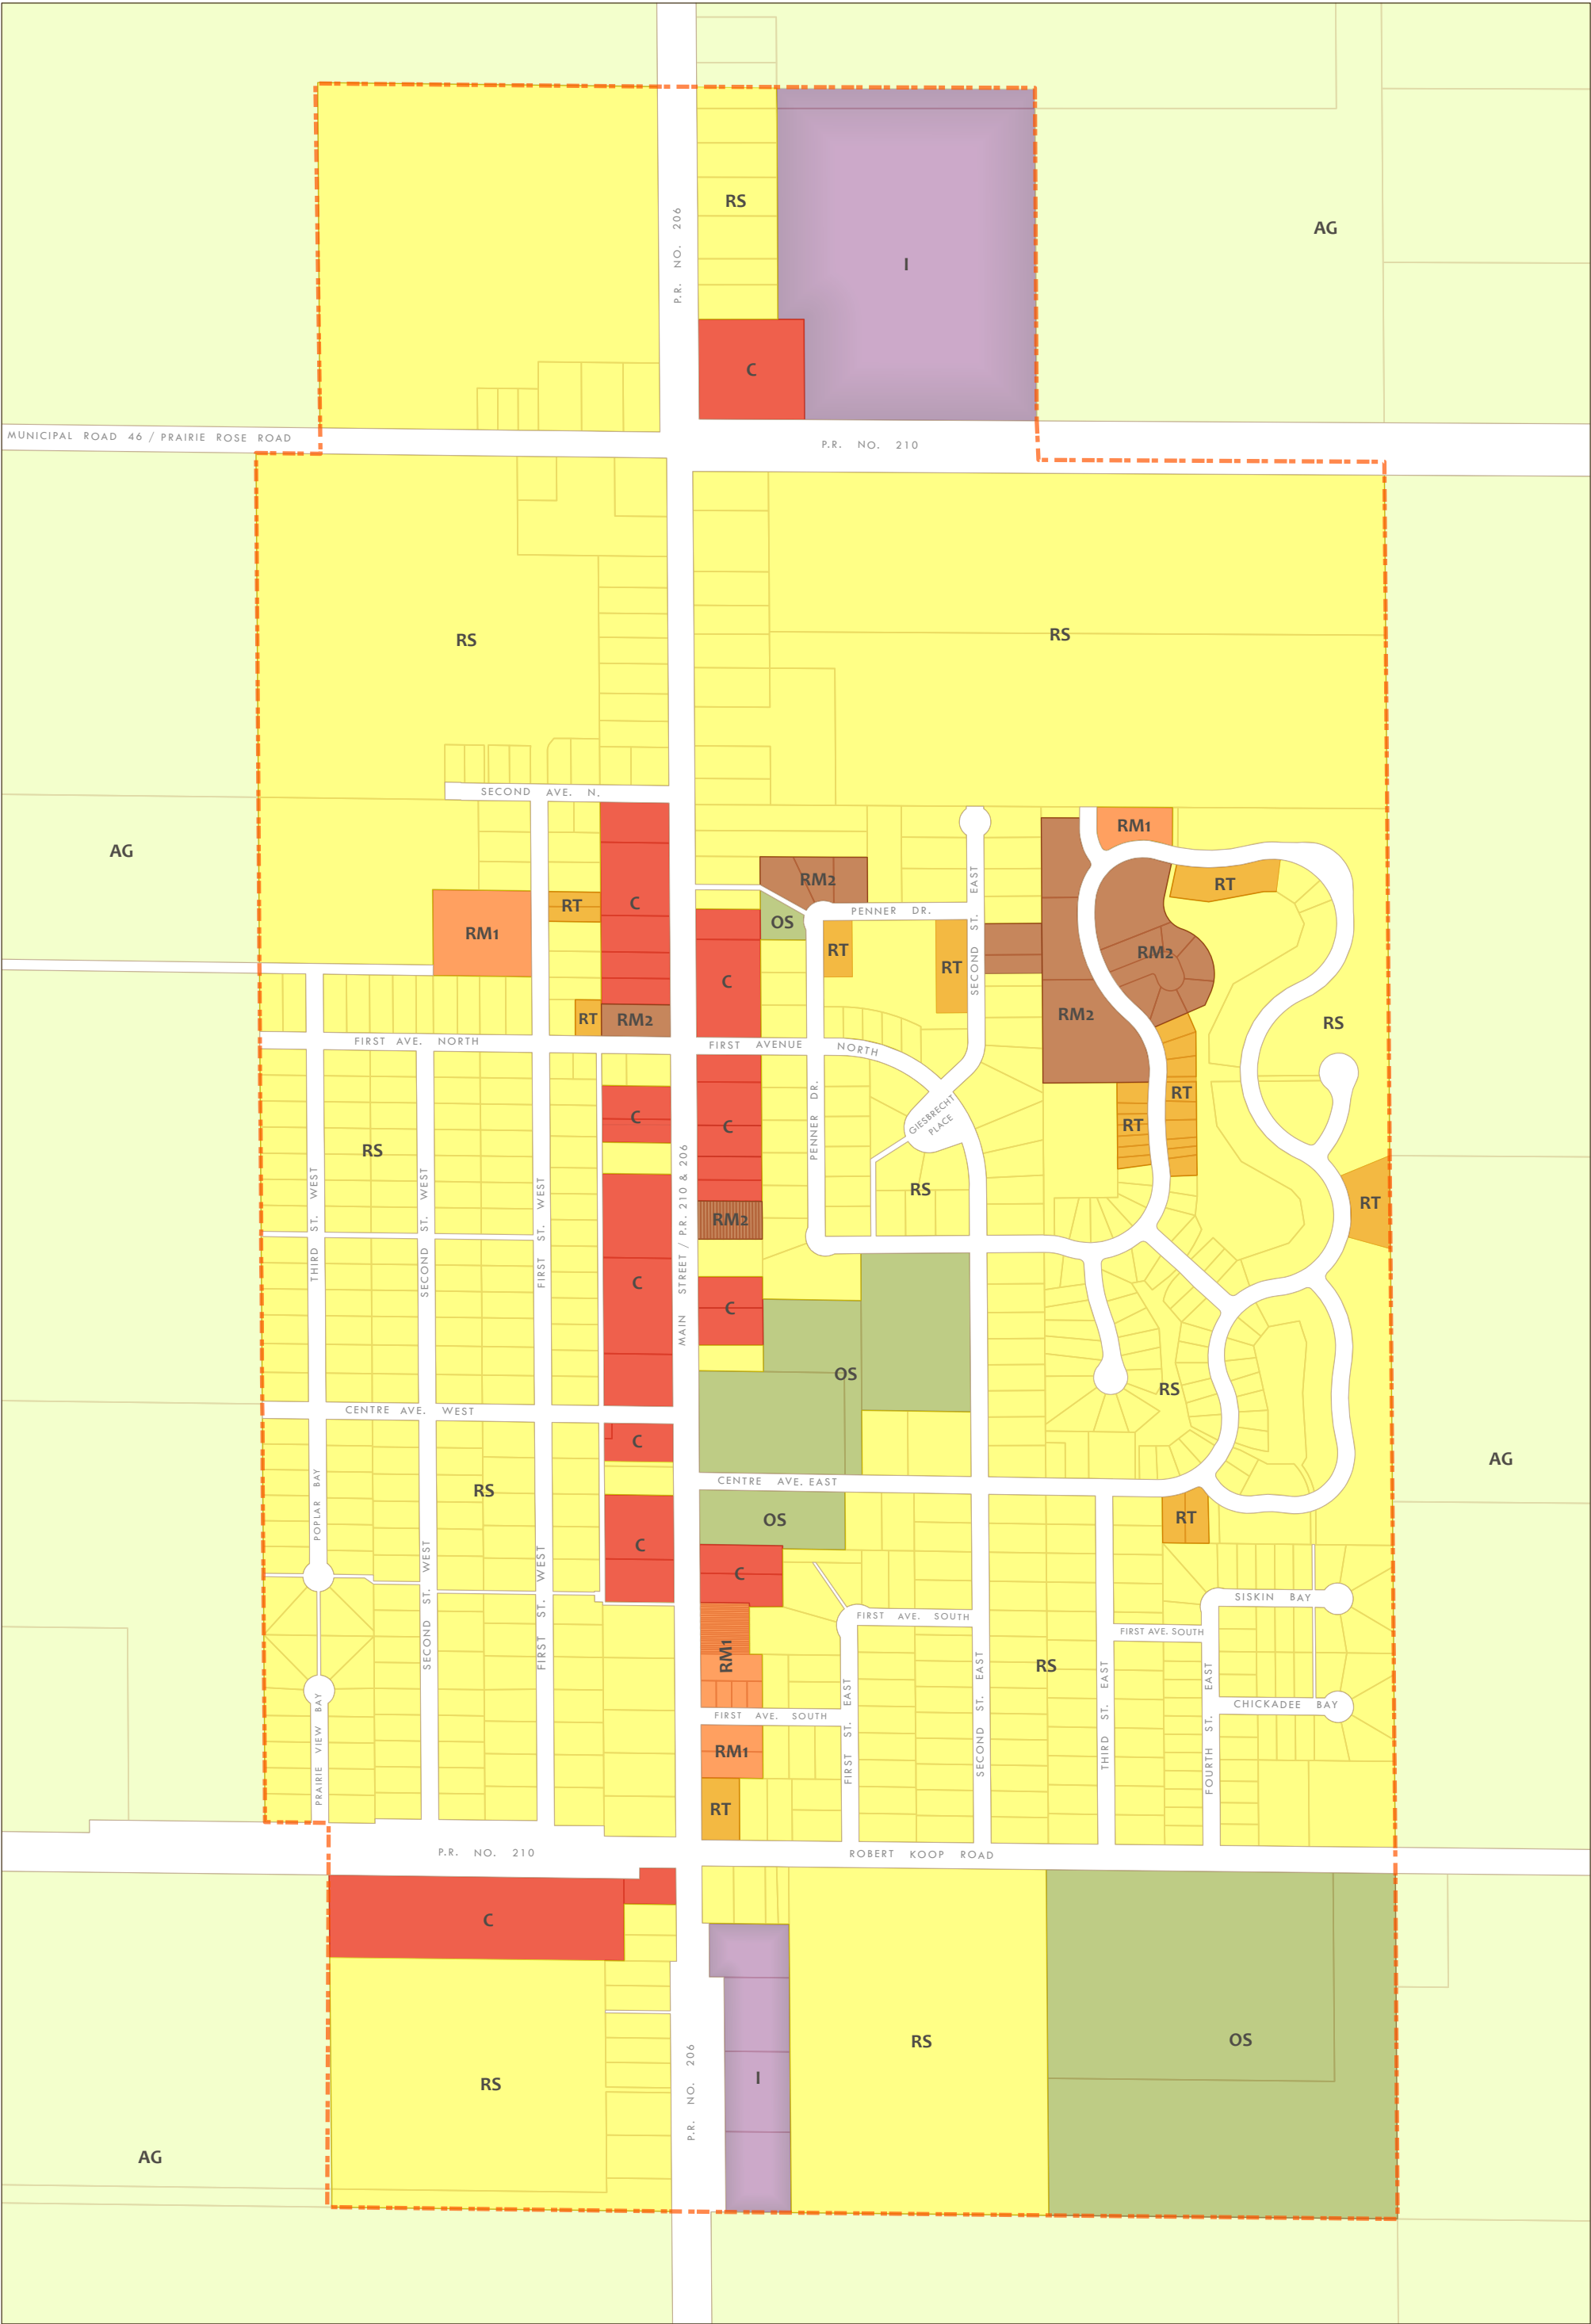 RS
P.R. NO. 206
AG
I
C
MUNICIPAL ROAD 46 / PRAIRIE ROSE ROAD
P.R. NO. 210
RS
RS
SECOND AVE. N.
RM1
AG
RM2
RT
C
RT
SECOND ST. EAST
PENNER DR.
OS
RM1
RT
RM2
RT
C
RM2
RT
RM2
RS
FIRST AVE. NORTH
FIRST AVENUE
NORTH
RT
C
GIESBRECHT
PLACE
C
RT
PENNER DR.
RS
RS
RT
THIRD ST. WEST
SECOND ST. WEST
FIRST ST. WEST
MAIN STREET / P.R. 210 & 206
RM2
C
C
OS
RS
CENTRE AVE. WEST
C
AG
CENTRE AVE. EAST
RS
POPLAR BAY
OS
RT
C
C
SECOND ST. WEST
FIRST ST. WEST
SISKIN BAY
FIRST AVE. SOUTH
FIRST AVE. SOUTH
RM1
RS
CHICKADEE BAY
FIRST AVE. SOUTH
PRAIRIE VIEW BAY
FIRST ST. EAST
SECOND ST. EAST
THIRD ST. EAST
FOURTH ST. EAST
RM1
RT
P.R. NO. 210
ROBERT KOOP ROAD
C
RS
OS
I
RS
P.R. NO. 206
AG